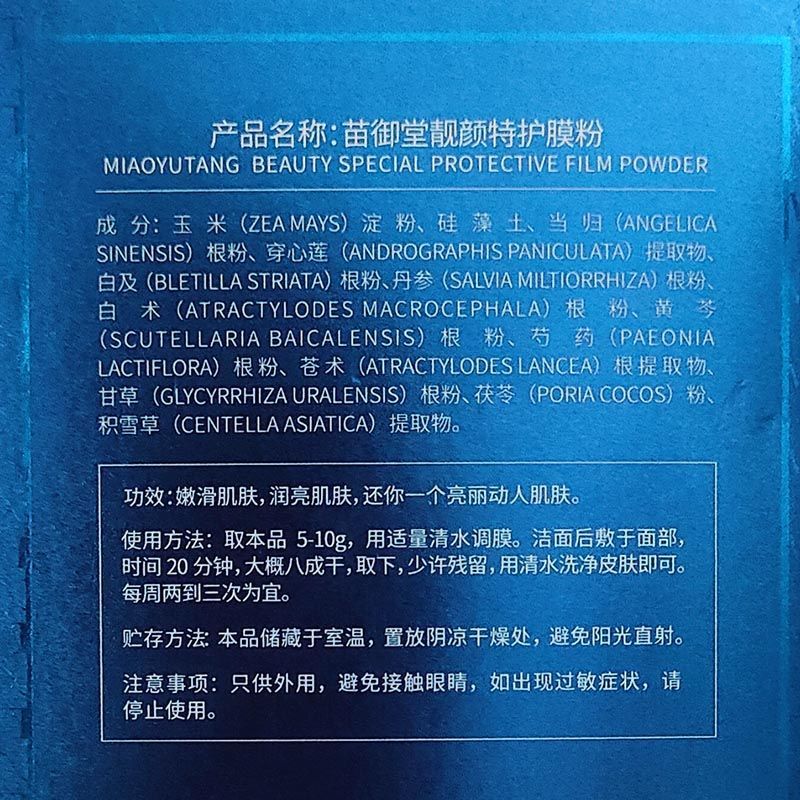 产品名称：苗御堂靓颜特护膜粉
MIAOYUTANG BEAUTY SPECIAL PROTECTIVE FILM POWDER
成分：玉米（ZEA MAYS）淀粉、硅藻土、当归（ANGELICA
SINENSIS）根粉、穿心莲（ANDROGRAPHIS PANICULATA）提取物、
白及（BLETILLA STRIATA）根粉、丹参（SALVIA MILTIORRHIZA）根粉、
白术（ATRACTYLODES MACROCEPHALA）根粉、黄芩
（SCUTELLARIA BAICALENSIS）根粉、芍药（PAEONIA
LACTIFLORA）根粉、苍术（ATRACTYLODES LANCEA）根提取物、
甘草（GLYCYRRHIZA URALENSIS）根粉、茯苓（PORIA COCOS）粉、
积雪草（CENTELLA ASIATICA）提取物。
功效：嫩滑肌肤，润亮肌肤，还你一个亮丽动人肌肤。
使用方法：取本品 5-10g，用适量清水调膜。洁面后敷于面部，
时间 20 分钟，大概八成干，取下，少许残留，用清水洗净皮肤即可。
每周两到三次为宜。
贮存方法：本品储藏于室温，置放阴凉干燥处，避免阳光直射。
注意事项：只供外用，避免接触眼睛，如出现过敏症状，请
停止使用。